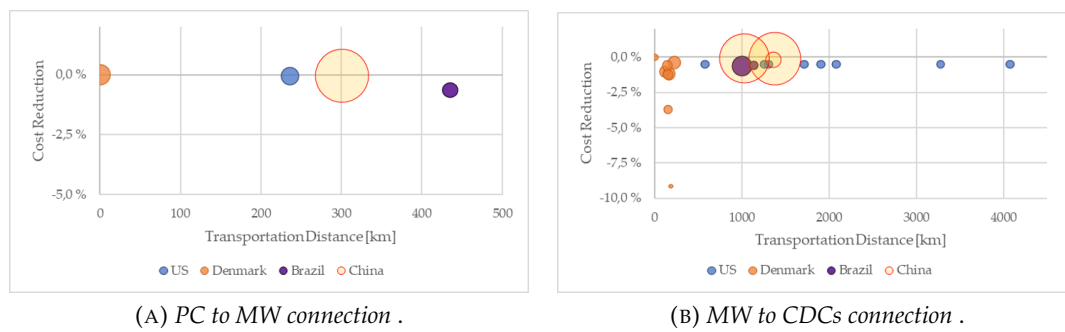 0,0 %
-2,5 %
-5,0 %
Cost Reduction
0 100 200 300 400 500
Transportation Distance [km]
US Denmark Brazil China
(A) PC to MW connection .
0,0 %
-2,5 %
-5,0 %
-7,5 %
-10,0 %
Cost Reduction
0 1000 2000 3000 4000
Transportation Distance [km]
US Denmark Brazil China
(B) MW to CDCs connection .